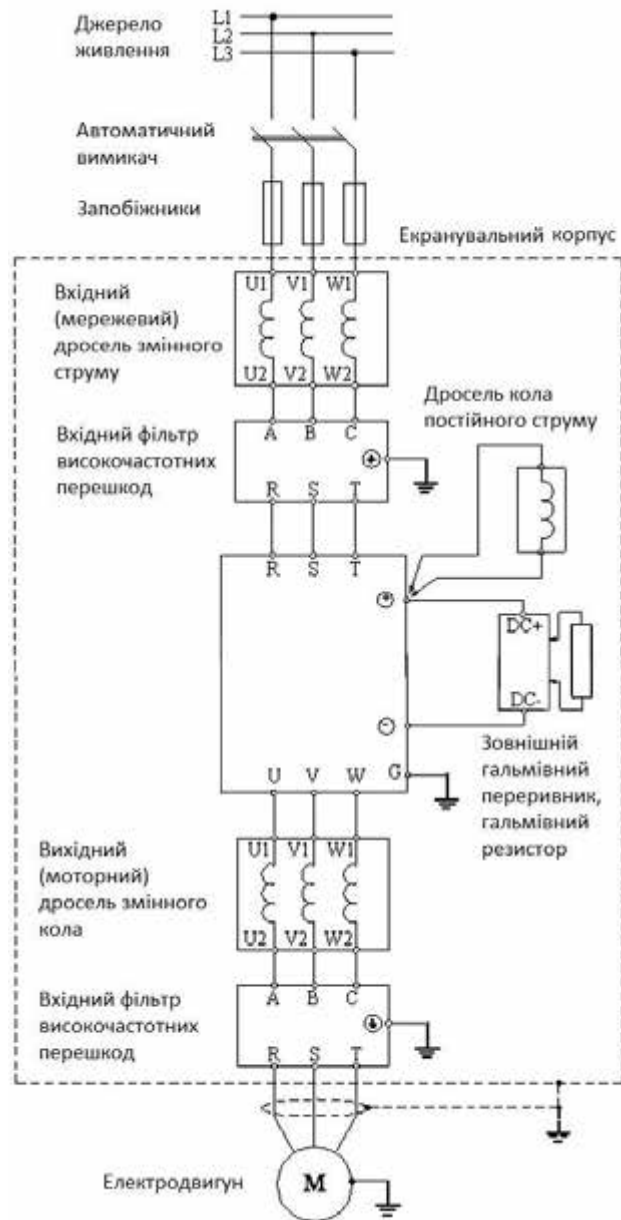 Джерело
живлення
L1
L2
L3
Автоматичний
вимикач
Запобіжники
Екранувальний корпус
Вхідний
(мережевий)
дросель змінного
струму
U1 V1 W1
U2 V2 W2
Дросель кола
постійного струму
Вхідний фільтр
високочастотних
перешкод
A B C
R S T
R S T
DC+
DC-
Зовнішній
гальмівний
переривник,
гальмівний
резистор
U V W G
Вихідний
(моторний)
дросель змінного
кола
U1 V1 W1
U2 V2 W2
Вхідний фільтр
високочастотних
перешкод
A B C
R S T
Електродвигун
M